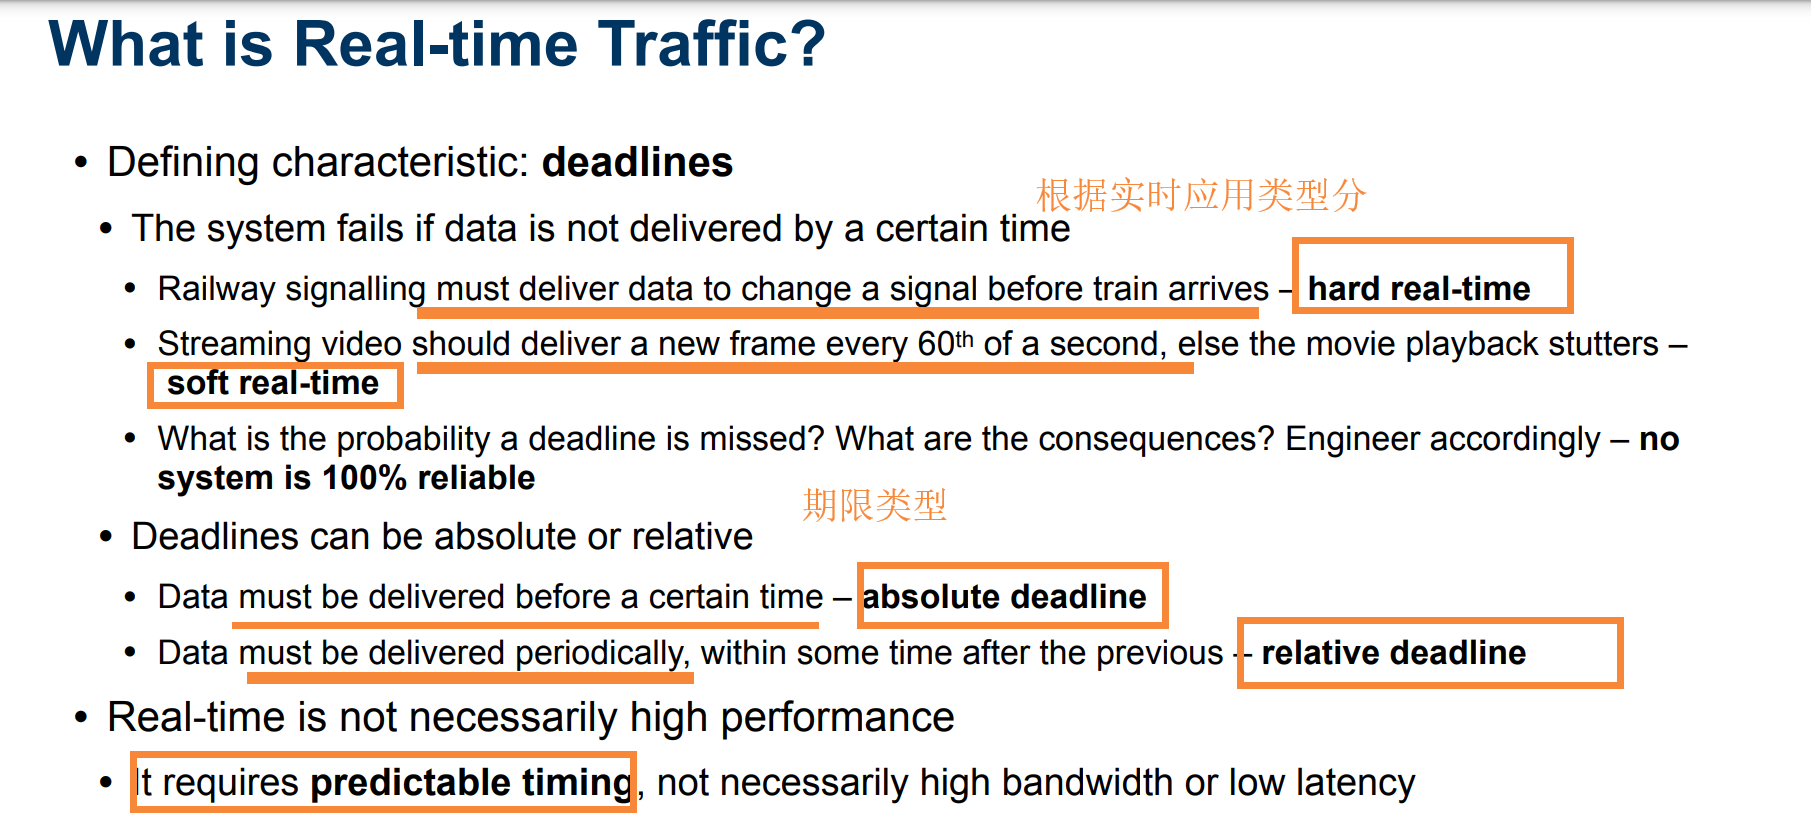 What is Real-time Traffic?
• Defining characteristic: deadlines
根据实时应用类型分
• The system fails if data is not delivered by a certain time
• Railway signalling must deliver data to change a signal before train arrives – hard real-time
• Streaming video should deliver a new frame every 60th of a second, else the movie playback stutters –
soft real-time
• What is the probability a deadline is missed? What are the consequences? Engineer accordingly – no
system is 100% reliable
期限类型
• Deadlines can be absolute or relative
• Data must be delivered before a certain time – absolute deadline
• Data must be delivered periodically, within some time after the previous – relative deadline
• Real-time is not necessarily high performance
• It requires predictable timing, not necessarily high bandwidth or low latency